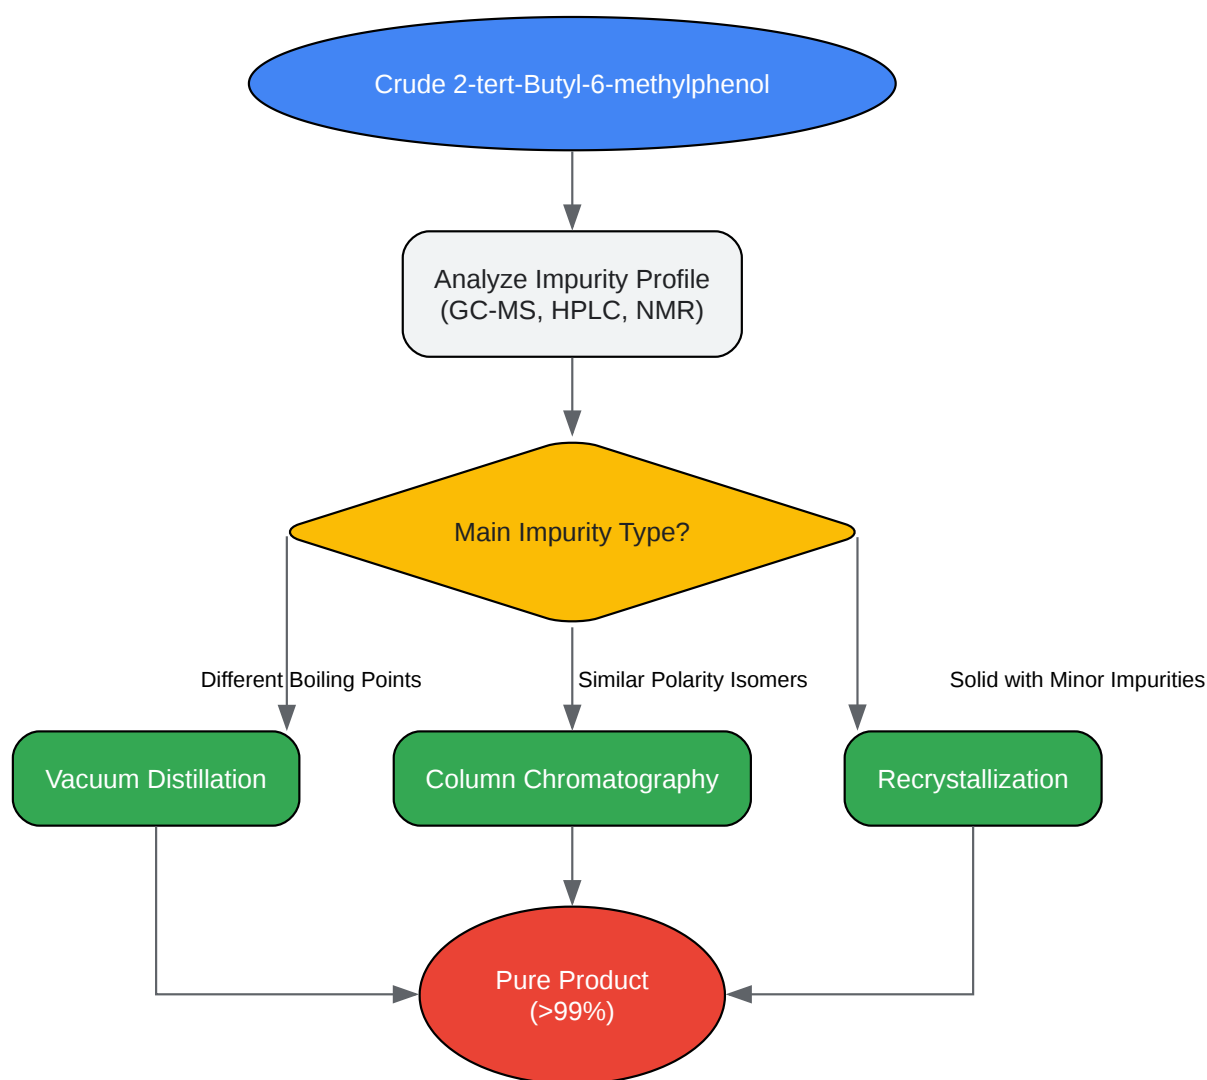 Crude 2-tert-Butyl-6-methylphenol
Analyze Impurity Profile
(GC-MS, HPLC, NMR)
Main Impurity Type?
Different Boiling Points
Similar Polarity Isomers
Solid with Minor Impurities
Vacuum Distillation
Column Chromatography
Recrystallization
Pure Product
(>99%)